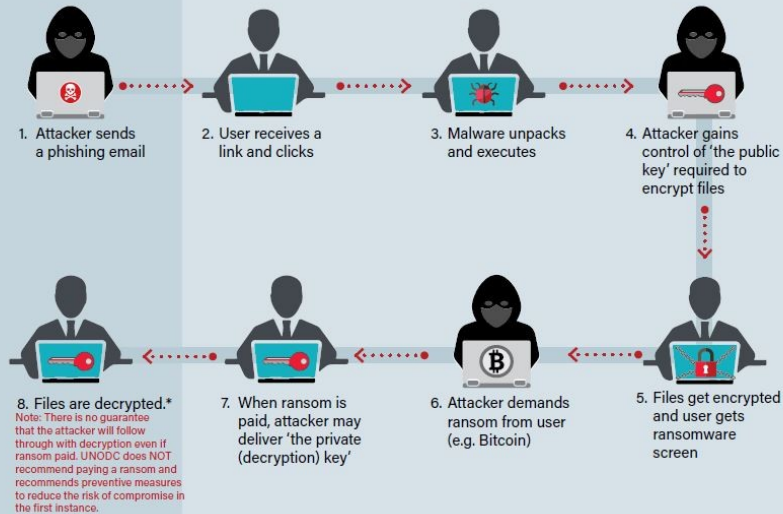 1. Attacker sends
a phishing email
2. User receives a
link and clicks
3. Malware unpacks
and executes
4. Attacker gains
control of ‘the public
key’ required to
encrypt files
5. Files get encrypted
and user gets
ransomware
screen
6. Attacker demands
ransom from user
(e.g. Bitcoin)
7. When ransom is
paid, attacker may
deliver ‘the private
(decryption) key’
8. Files are decrypted.*
Note: There is no guarantee
that the attacker will follow
through with decryption even if
ransom paid. UNODC does NOT
recommend paying a ransom and
recommends preventive measures
to reduce the risk of compromise in
the first instance.